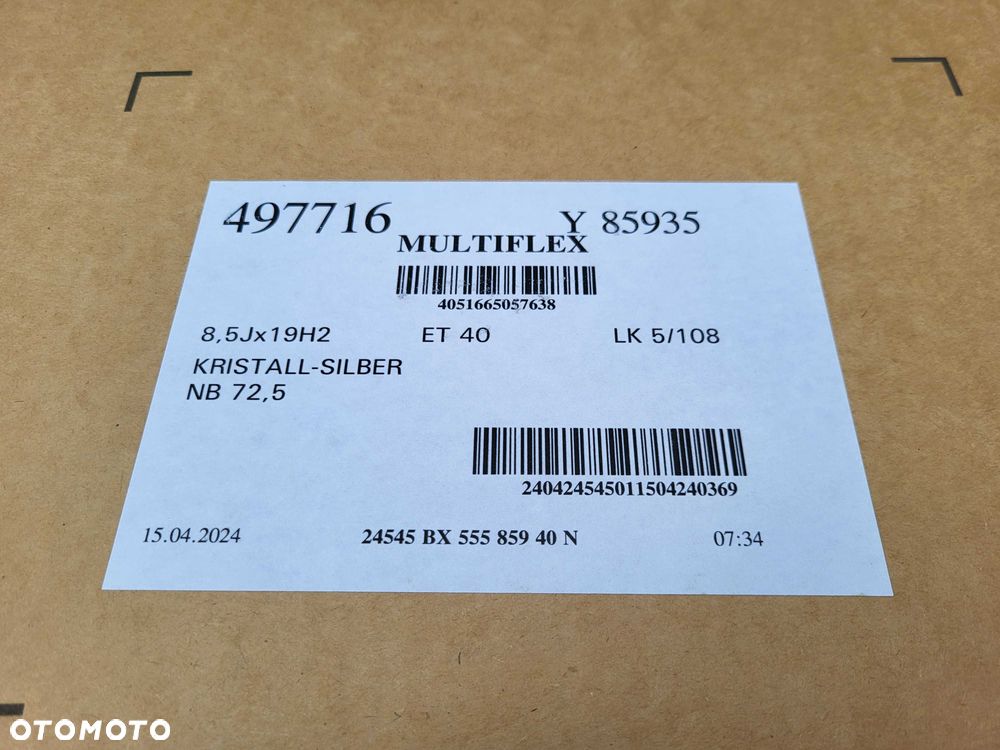 497716 Y 85935
MULTIFLEX
4051665057638
8,5Jx19H2 ET 40 LK 5/108
KRISTALL-SILBER
NB 72,5
240424545011504240369
15.04.2024 24545 BX 555 859 40 N 07:34
OTOMOTO